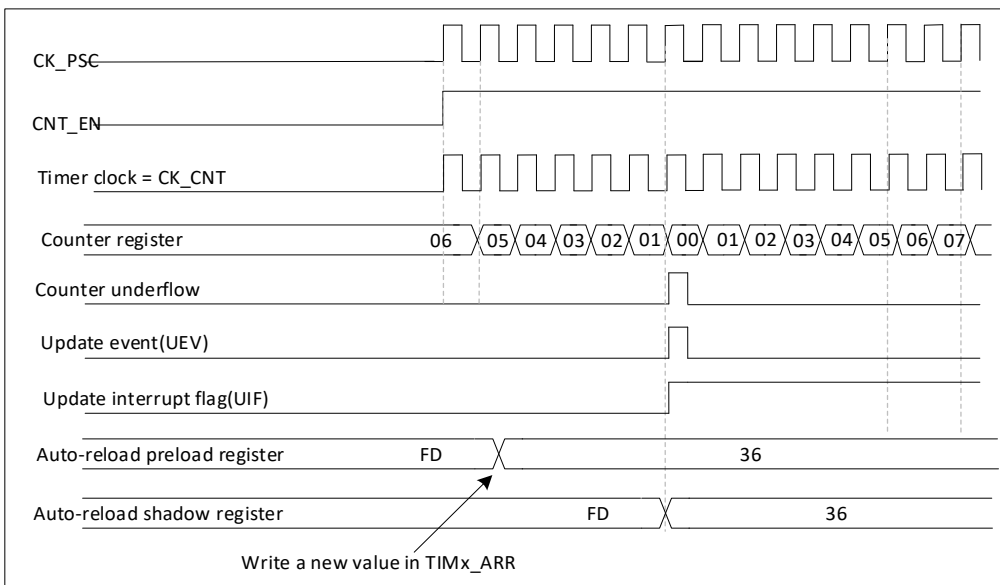 CK_PSC
CNT_EN
Timer clock = CK_CNT
Counter register 06 05 04 03 02 01 00 01 02 03 04 05 06 07
Counter underflow
Update event(UEV)
Update interrupt flag(UIF)
Auto-reload preload register FD 36
Auto-reload shadow register FD 36
Write a new value in TIMx_ARR